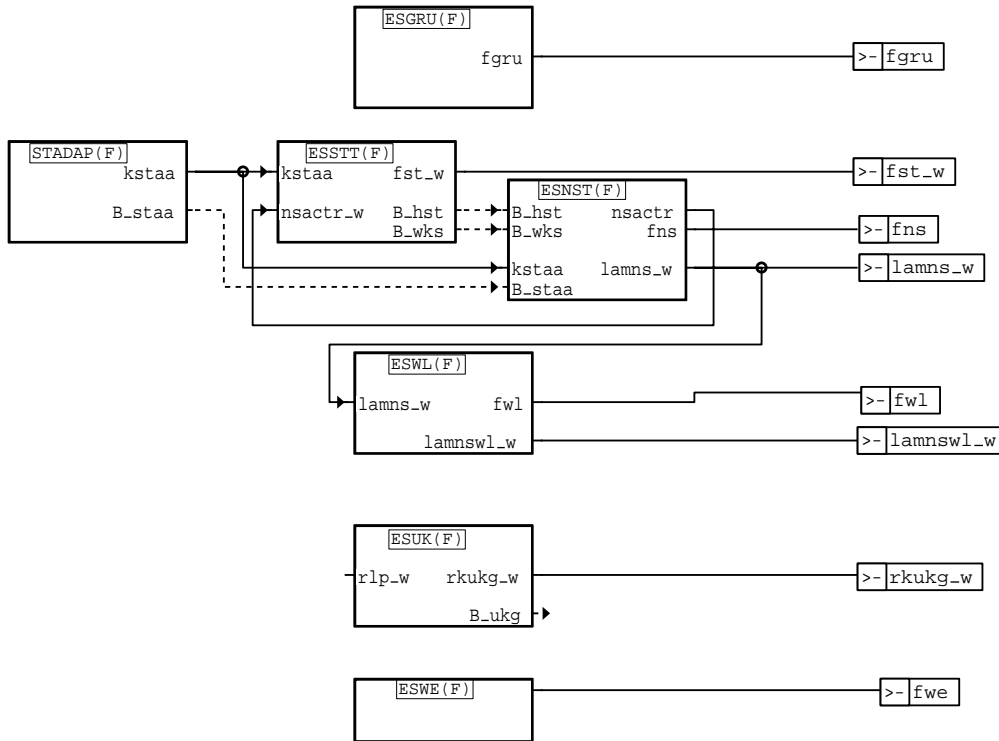 ESGRU(F)
fgru
>- fgru
STADAP(F)
kstaa
B_staa
ESSTT(F)
kstaa fst_w
nsactr_w B_hst
B_wks
>- fst_w
ESNST(F)
B_hst nsactr
B_wks fns
kstaa lamns_w
B_staa
>- fns
>- lamns_w
ESWL(F)
lamns_w fwl
lamnswl_w
>- fwl
>- lamnswl_w
ESUK(F)
rlp_w rkukg_w
B_ukg
>- rkukg_w
ESWE(F)
>- fwe